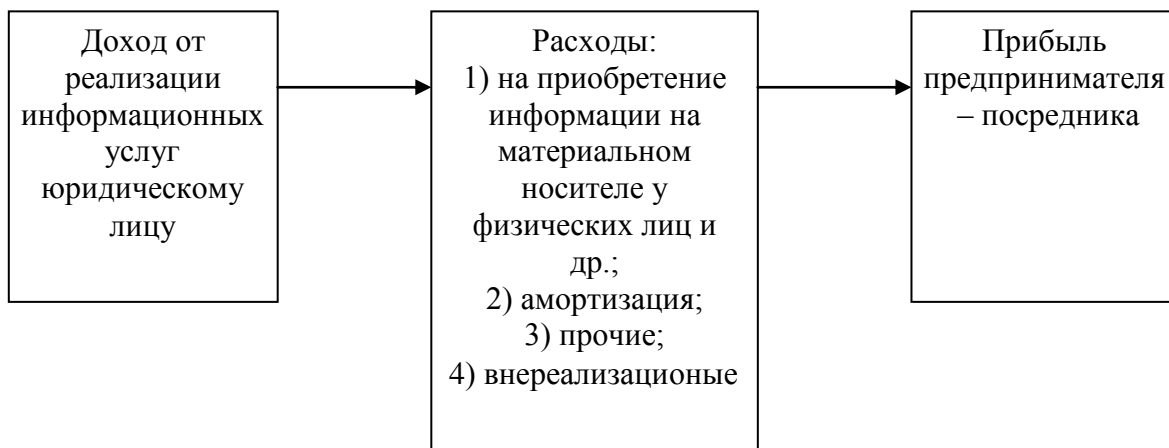 Доход от
реализации
информационных
услуг
юридическому
лицу
Расходы:
1) на приобретение
информации на
материальном
носителе у
физических лиц и
др.;
2) амортизация;
3) прочие;
4) внереализационые
Прибыль
предпринимателя
– посредника